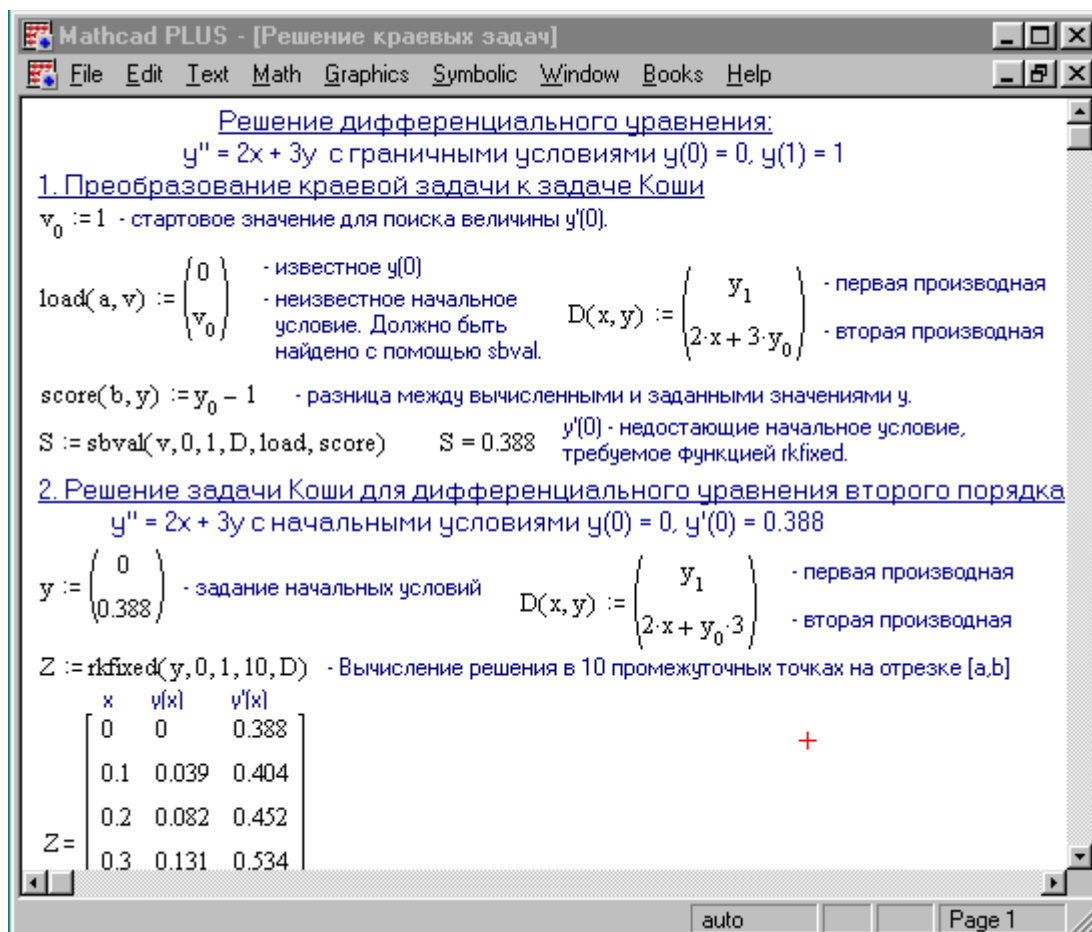 Mathcad PLUS - [Решение краевых задач]
File Edit Text Math Graphics Symbolic Window Books Help
Решение дифференциального уравнения:
y'' = 2x + 3y с граничными условиями y(0) = 0, y(1) = 1
1. Преобразование краевой задачи к задаче Коши
v₀ := 1 - стартовое значение для поиска величины y'(0).
load(a, v) := ( 0 v₀ )
- известное y(0)
- неизвестное начальное
условие. Должно быть
найдено с помощью sbval.
D(x, y) := ( y₁ 2·x + 3·y₀ )
- первая производная
- вторая производная
score(b, y) := y₀ − 1 - разница между вычисленными и заданными значениями y.
S := sbval(v, 0, 1, D, load, score) S = 0.388
y'(0) - недостающие начальное условие,
требуемое функцией rkfixed.
2. Решение задачи Коши для дифференциального уравнения второго порядка
y'' = 2x + 3y с начальными условиями y(0) = 0, y'(0) = 0.388
y := ( 0 0.388 ) - задание начальных условий
D(x, y) := ( y₁ 2·x + y₀·3 )
- первая производная
- вторая производная
Z := rkfixed(y, 0, 1, 10, D) - Вычисление решения в 10 промежуточных точках на отрезке [a,b]
x y(x) y'(x)
0 0 0.388
0.1 0.039 0.404
0.2 0.082 0.452
Z =
0.3 0.131 0.534
auto Page 1